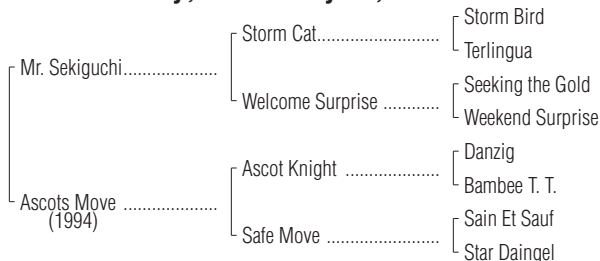 Storm Bird
Storm Cat
Terlingua
Mr. Sekiguchi
Seeking the Gold
Welcome Surprise
Weekend Surprise
Danzig
Ascot Knight
Bambee T. T.
Ascots Move
(1994)
Sain Et Sauf
Safe Move
Star Daingel